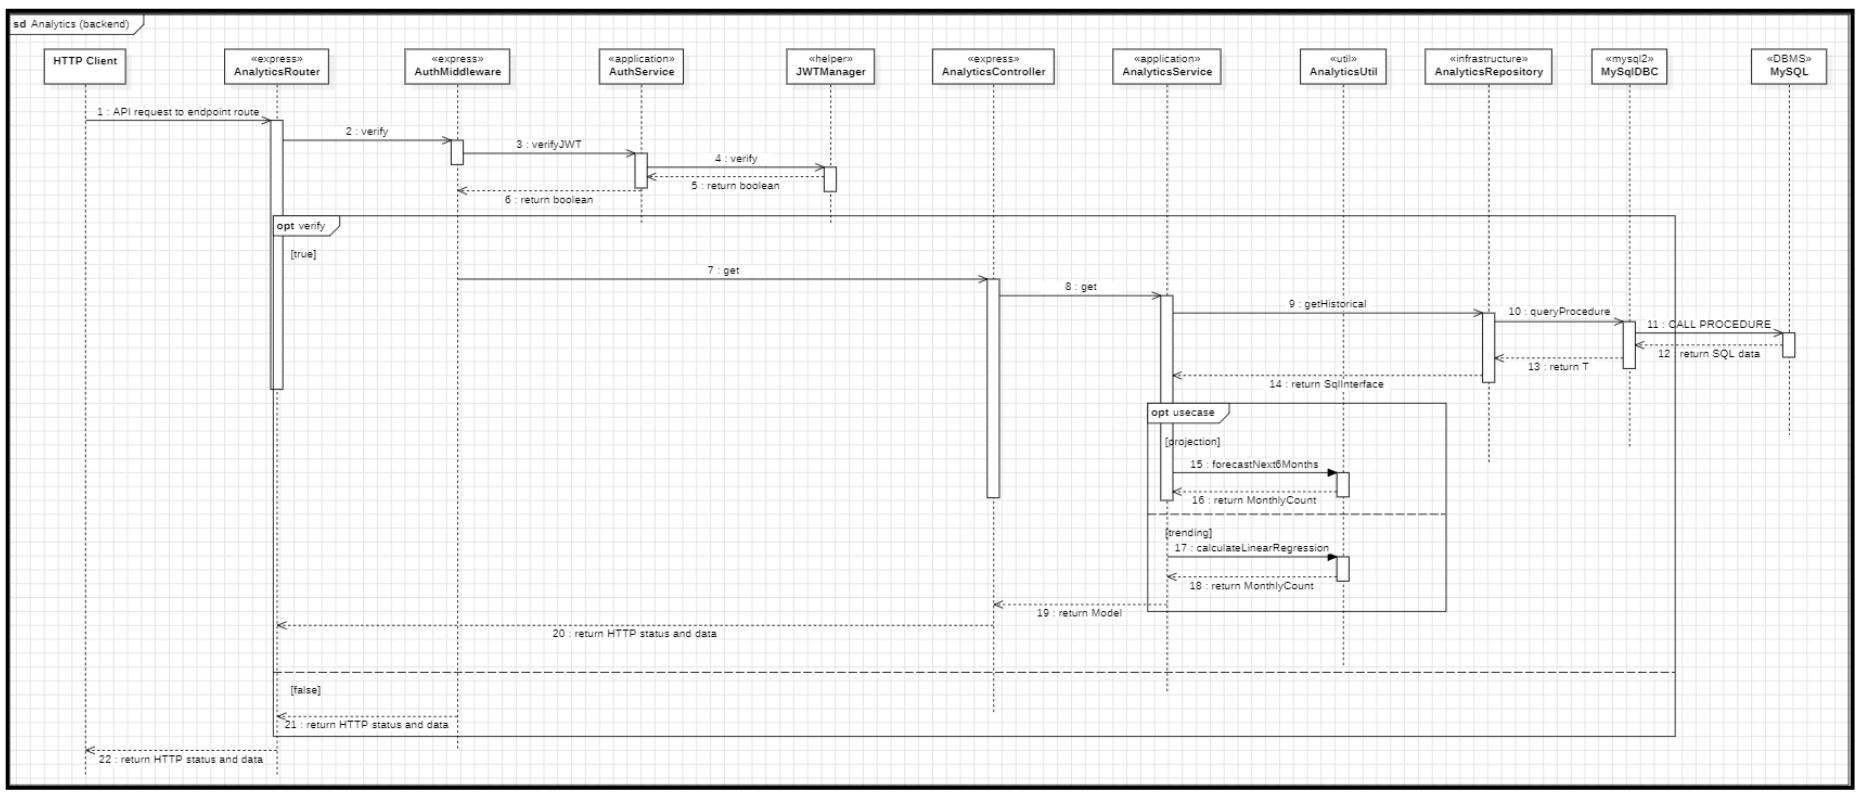 sd Analytics (backend)
HTTP Client
«express»
AnalyticsRouter
«express»
AuthMiddleware
«application»
AuthService
«helper»
JWTManager
«express»
AnalyticsController
«application»
AnalyticsService
«util»
AnalyticsUtil
«infrastructure»
AnalyticsRepository
«mysql2»
MySqlDBC
«DBMS»
MySQL
1 : API request to endpoint route
2 : verify
3 : verifyJWT
4 : verify
5 : return boolean
6 : return boolean
opt verify
[true]
7 : get
8 : get
9 : getHistorical
10 : queryProcedure
11 : CALL PROCEDURE
12 : return SQL data
13 : return T
14 : return SqlInterface
opt usecase
[projection]
15 : forecastNext6Months
16 : return MonthlyCount
[trending]
17 : calculateLinearRegression
18 : return MonthlyCount
19 : return Model
20 : return HTTP status and data
[false]
21 : return HTTP status and data
22 : return HTTP status and data